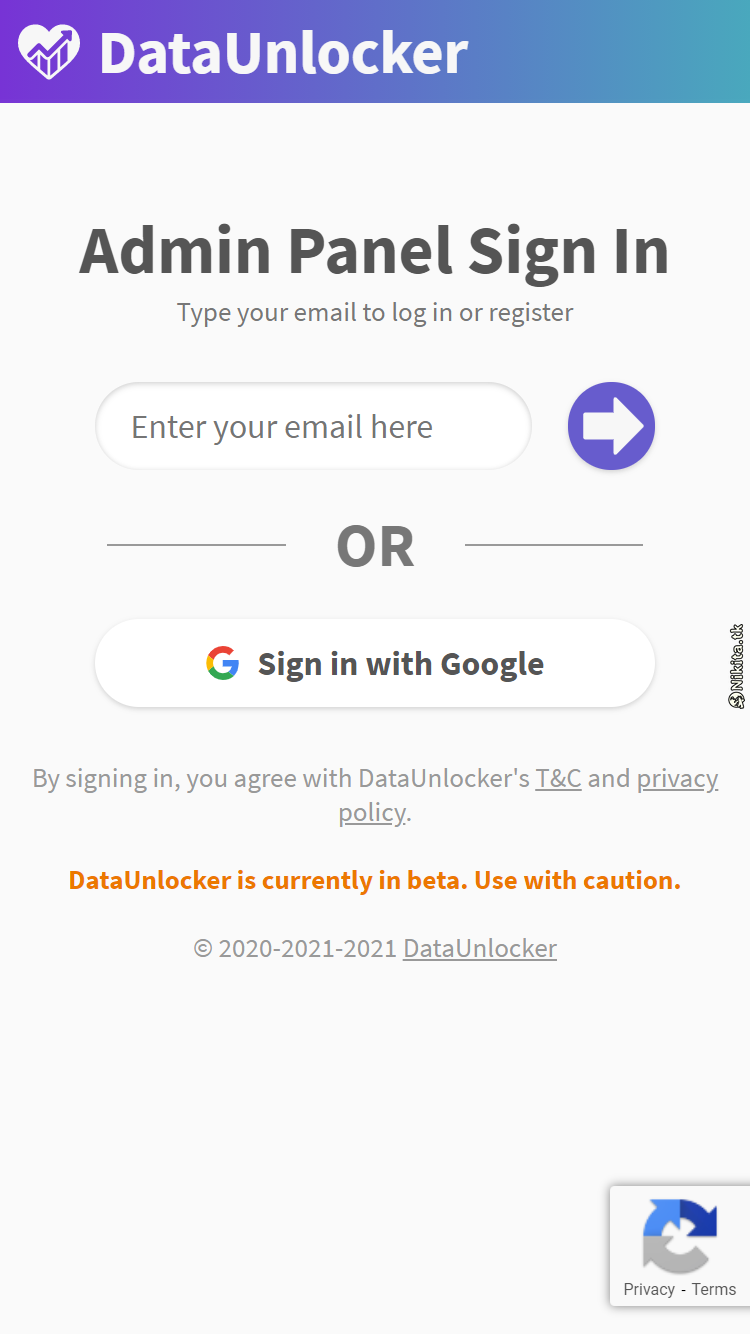 DataUnlocker
Admin Panel Sign In
Type your email to log in or register
Enter your email here
OR
Sign in with Google
Nikita.tk
By signing in, you agree with DataUnlocker's T&C and privacy
policy.
DataUnlocker is currently in beta. Use with caution.
© 2020-2021-2021 DataUnlocker
Privacy - Terms